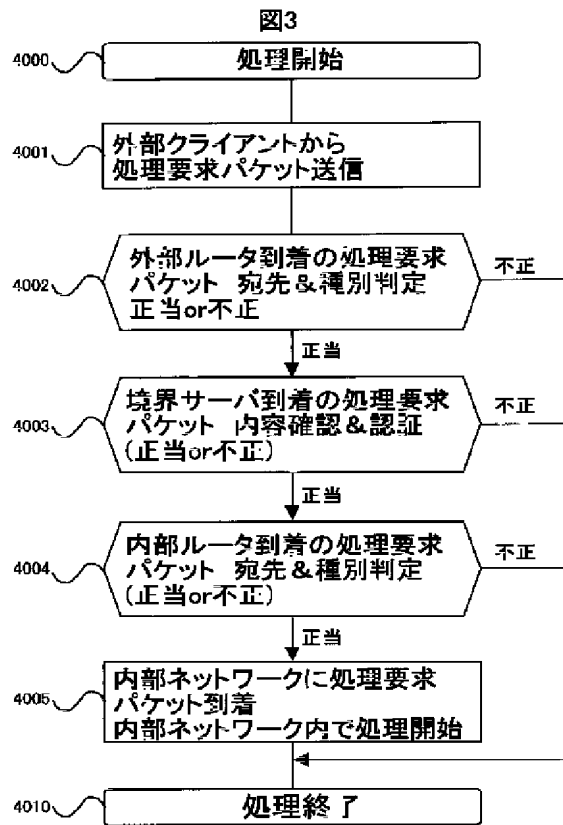 図3
4000
処理開始
4001
外部クライアントから
処理要求パケット送信
4002
外部ルータ到着の処理要求
パケット 宛先&種別判定
正当or不正
不正
正当
4003
境界サーバ到着の処理要求
パケット 内容確認&認証
(正当or不正)
不正
正当
4004
内部ルータ到着の処理要求
パケット 宛先&種別判定
(正当or不正)
不正
正当
4005
内部ネットワークに処理要求
パケット到着
内部ネットワーク内で処理開始
4010
処理終了